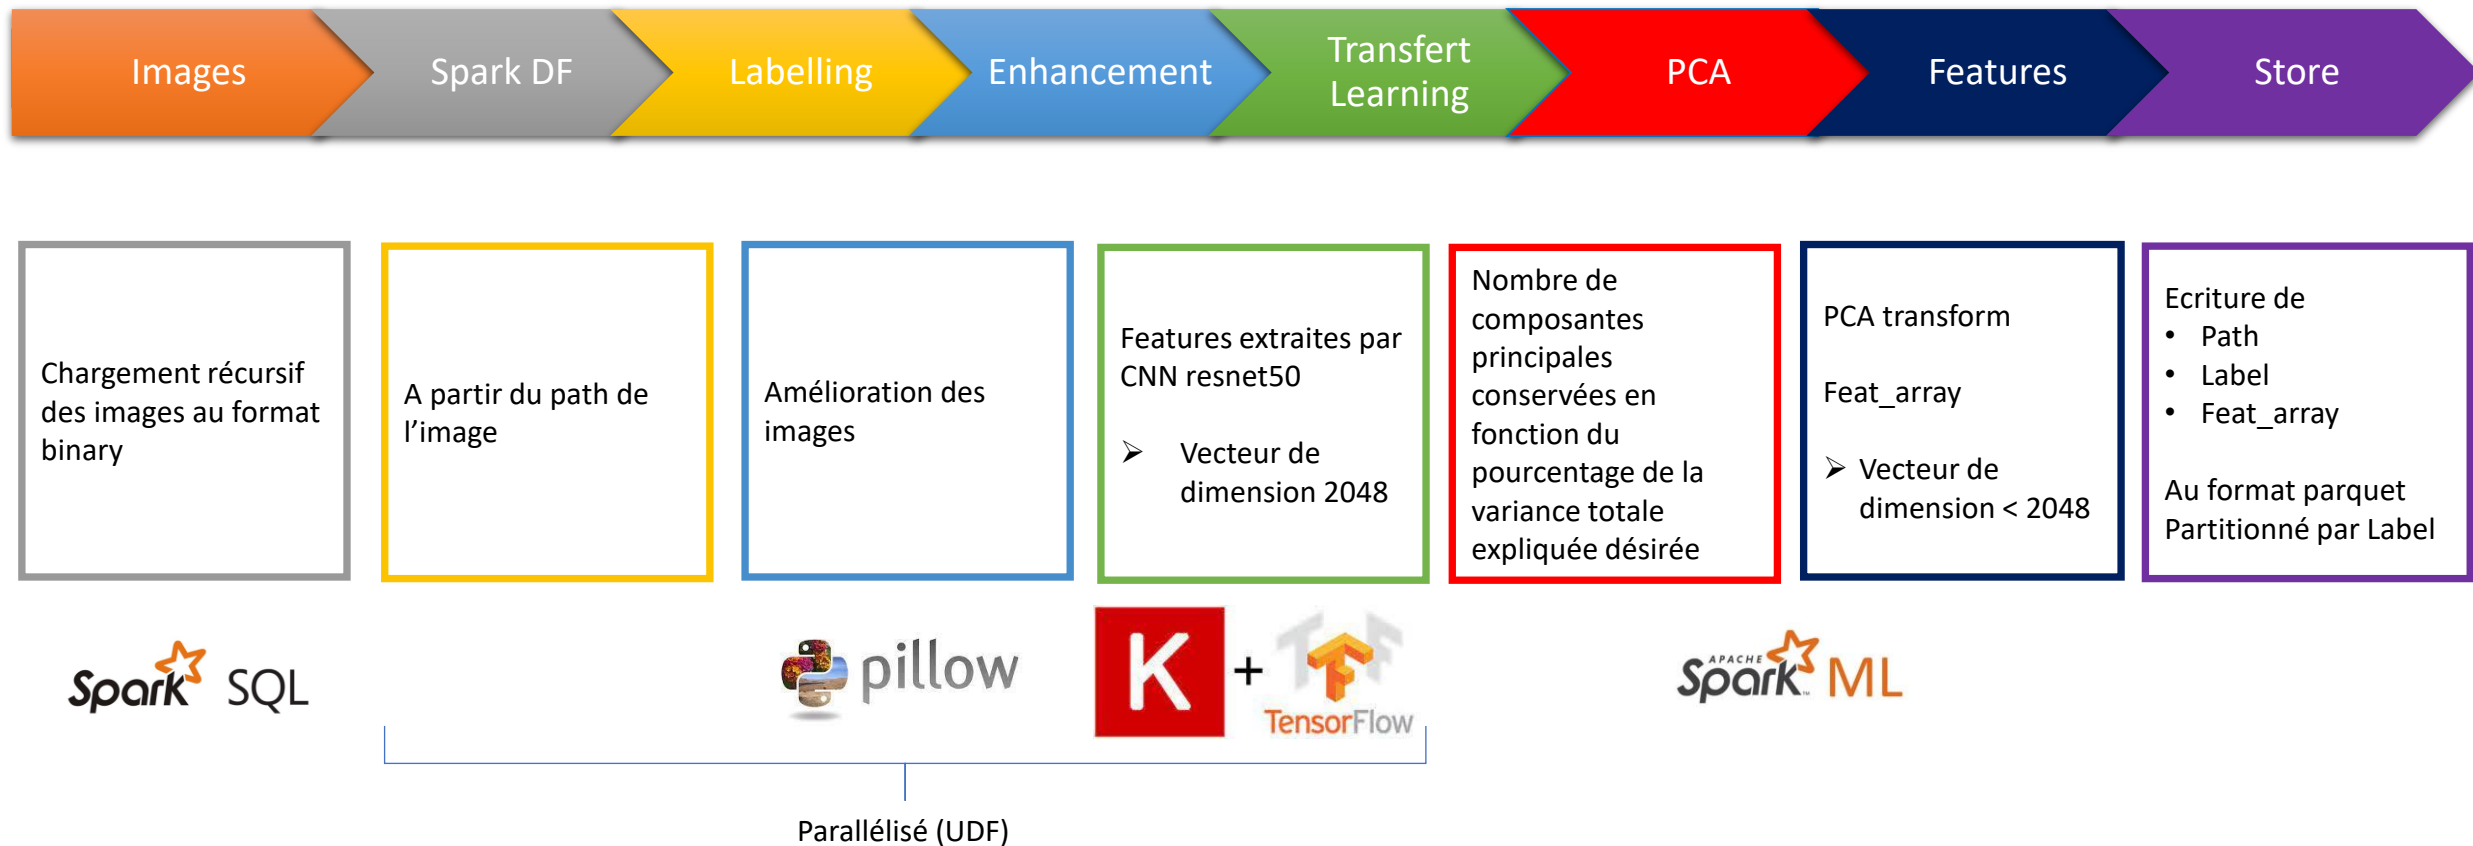 Images
Spark DF
Labelling
Enhancement
Transfert
Learning
PCA
Features
Store
Chargement récursif
des images au format
binary
A partir du path de
l’image
Amélioration des
images
Features extraites par
CNN resnet50
➢ Vecteur de
dimension 2048
Nombre de
composantes
principales
conservées en
fonction du
pourcentage de la
variance totale
expliquée désirée
PCA transform
Feat_array
➢ Vecteur de
dimension < 2048
Ecriture de
• Path
• Label
• Feat_array
Au format parquet
Partitionné par Label
Spark SQL
pillow
K + TF
TensorFlow
APACHE
Spark™ ML
Parallélisé (UDF)